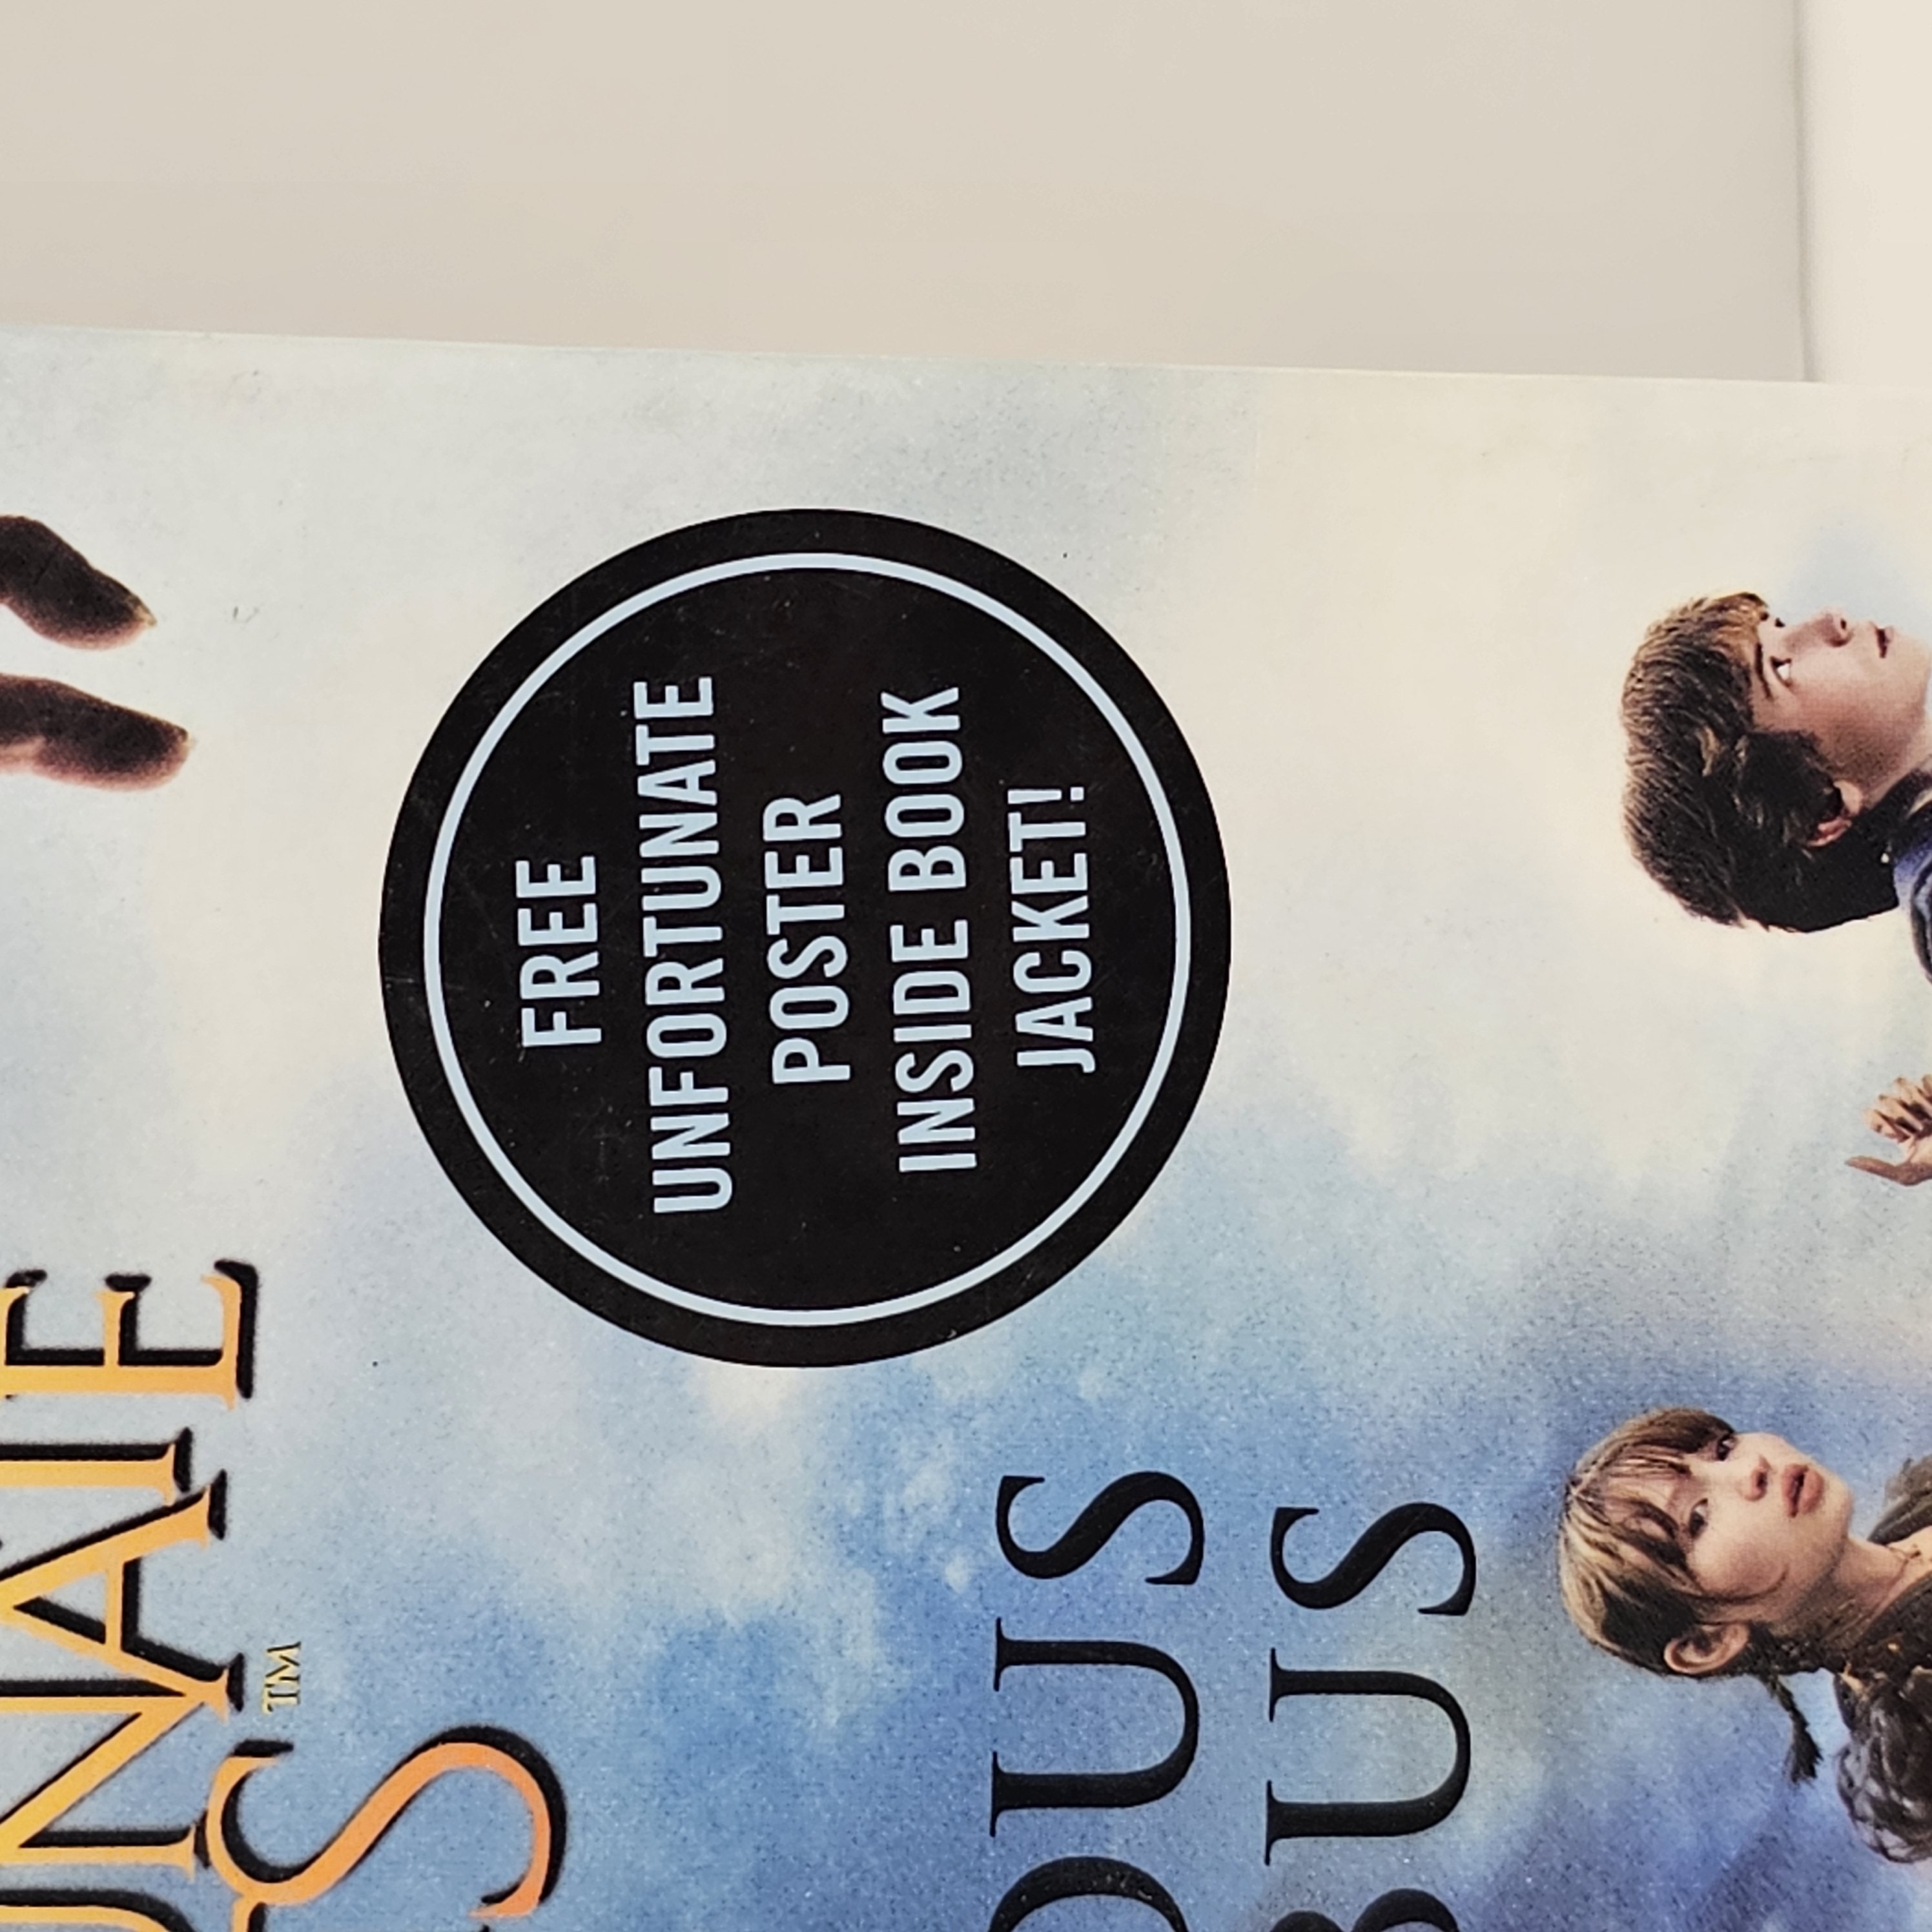 UNATE
S™
FREE
UNFORTUNATE
POSTER
INSIDE BOOK
JACKET!
OUS
BUS